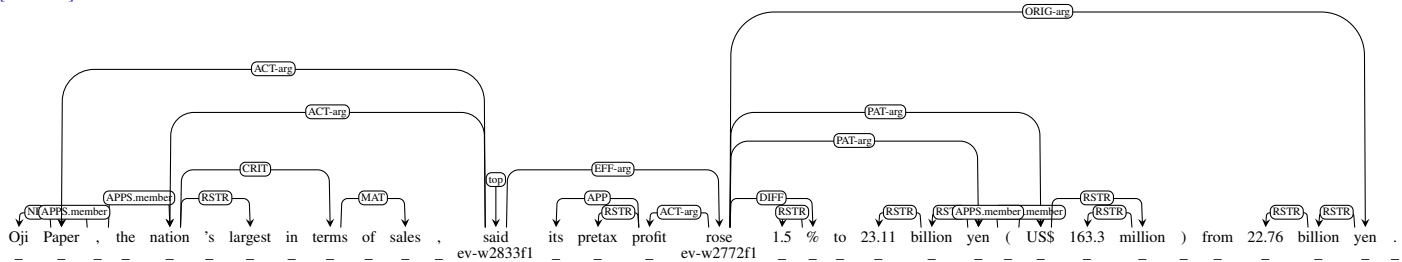 ORIG-arg
ACT-arg
ACT-arg PAT-arg
PAT-arg
CRIT EFF-arg
top
APPS.member RSTR MAT APP DIFF RSTR
APPS.member RSTR ACT-arg RSTR RSTR APPS.member .member RSTR RSTR RSTR
Oji Paper , the nation 's largest in terms of sales , said its pretax profit rose 1.5 % to 23.11 billion yen ( US$ 163.3 million ) from 22.76 billion yen .
_ _ _ _ _ _ _ _ _ _ _ _ ev-w2833f1 _ _ _ ev-w2772f1 _ _ _ _ _ _ _ _ _ _ _ _ _ _ _ _